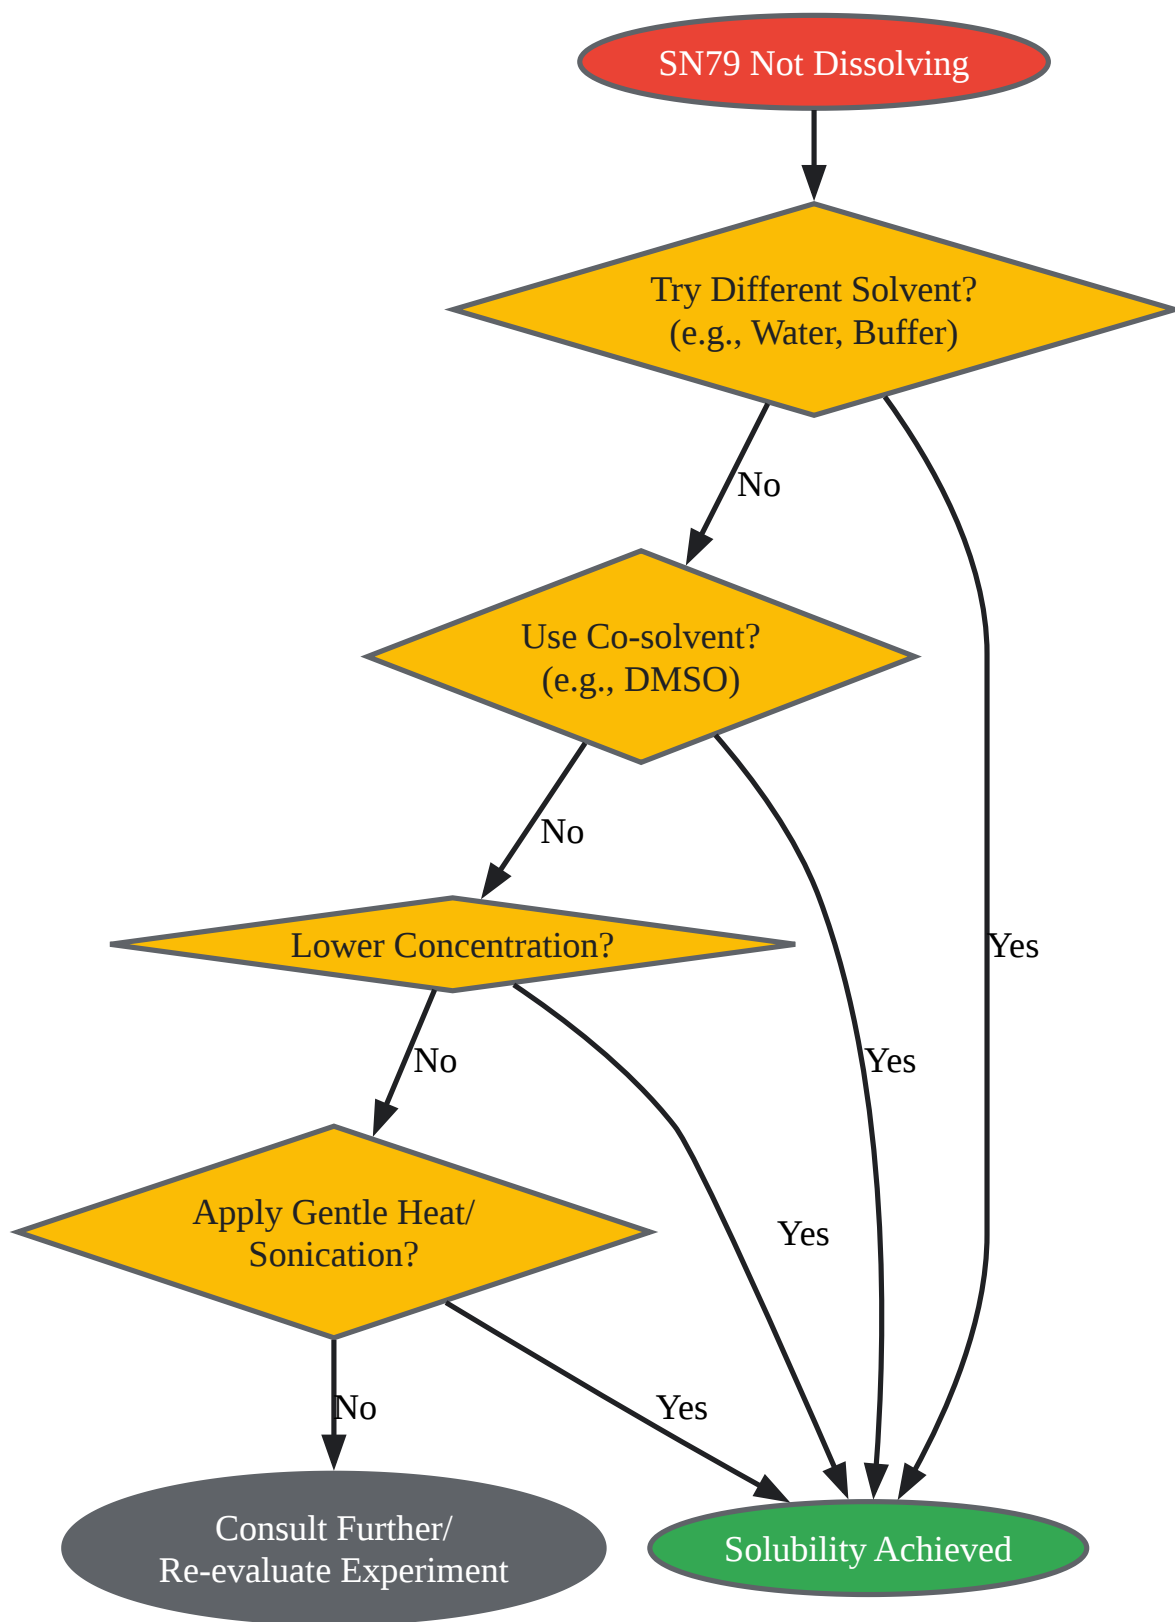 SN79 Not Dissolving
Try Different Solvent?
(e.g., Water, Buffer)
No
Use Co-solvent?
(e.g., DMSO)
No
Lower Concentration?
Yes
No
Yes
Apply Gentle Heat/
Sonication?
Yes
No
Yes
Consult Further/
Re-evaluate Experiment
Solubility Achieved